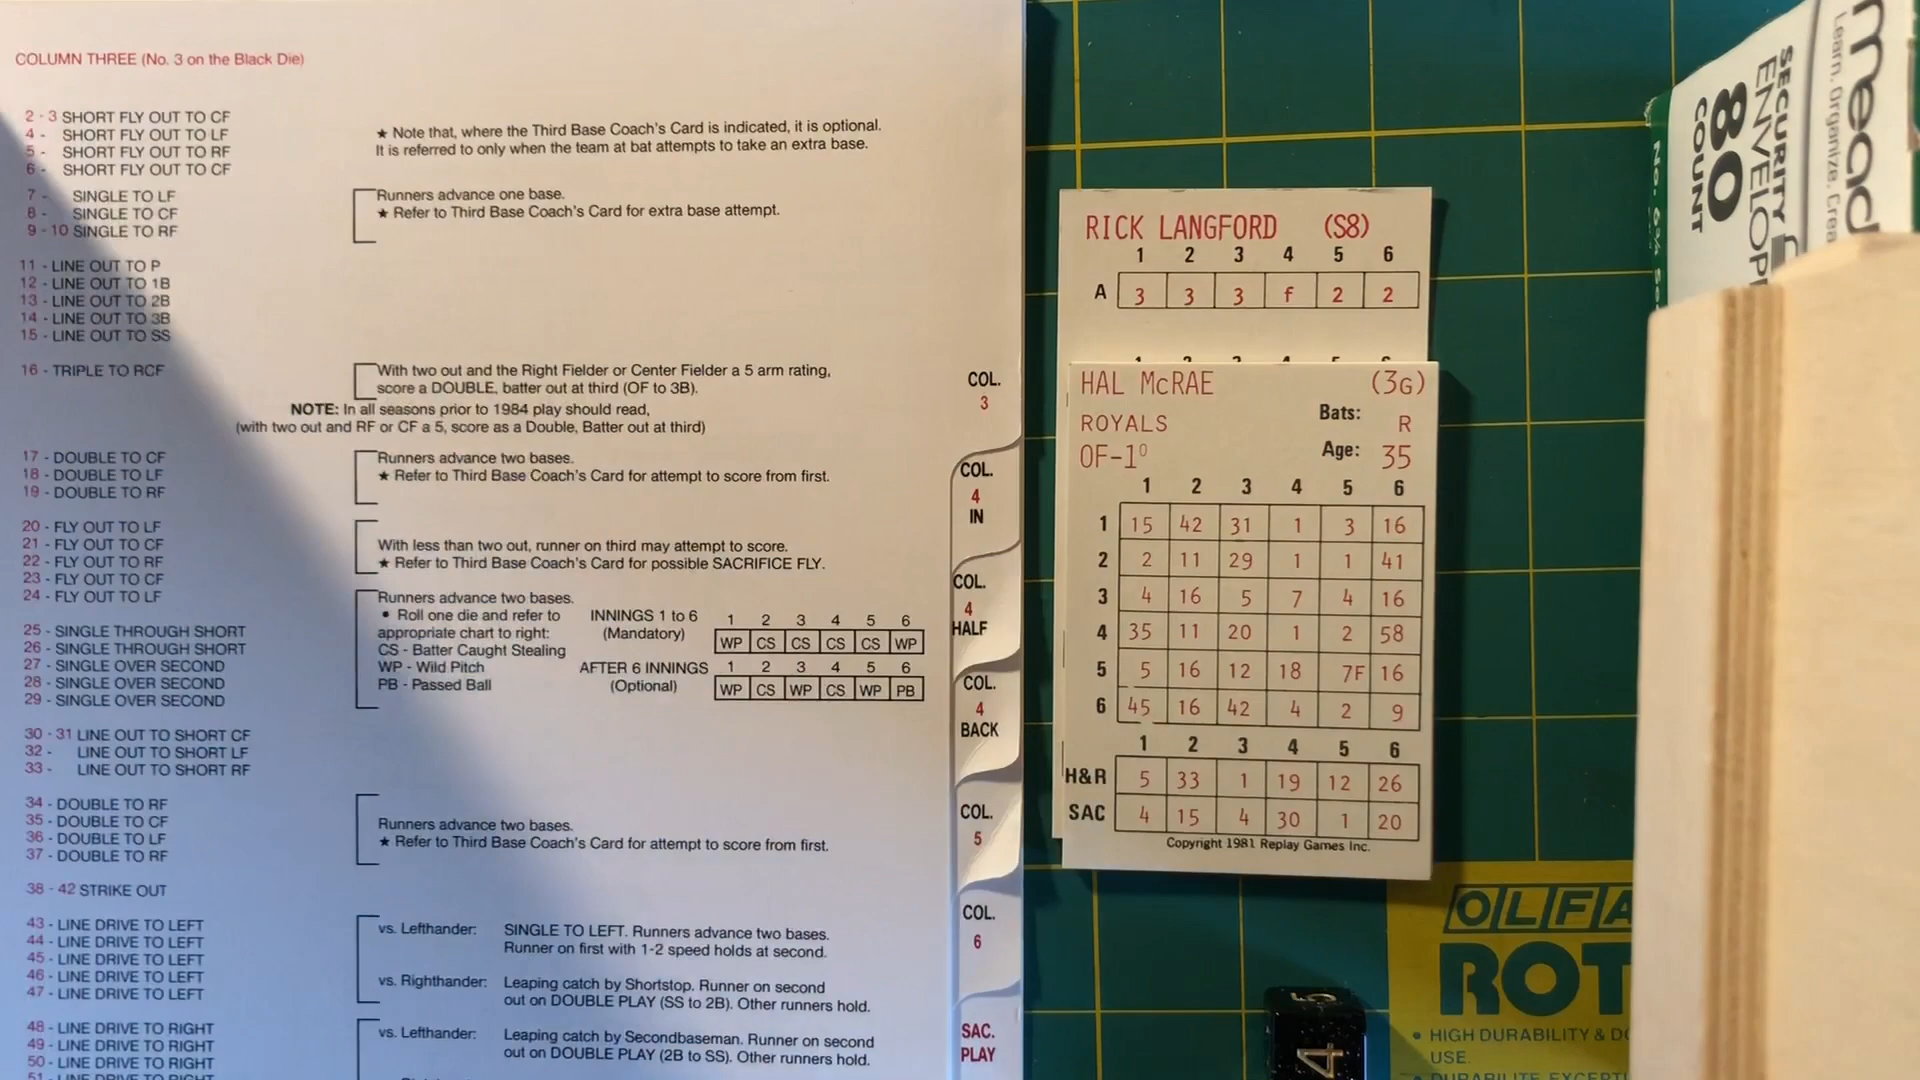 COLUMN THREE (No. 3 on the Black Die)
2 - 3 SHORT FLY OUT TO CF
4 - SHORT FLY OUT TO LF
5 - SHORT FLY OUT TO RF
6 - SHORT FLY OUT TO CF
★ Note that, where the Third Base Coach's Card is indicated, it is optional.
It is referred to only when the team at bat attempts to take an extra base.
7 - SINGLE TO LF
8 - SINGLE TO CF
9 - 10 SINGLE TO RF
Runners advance one base.
★ Refer to Third Base Coach's Card for extra base attempt.
11 - LINE OUT TO P
12 - LINE OUT TO 1B
13 - LINE OUT TO 2B
14 - LINE OUT TO 3B
15 - LINE OUT TO SS
16 - TRIPLE TO RCF
With two out and the Right Fielder or Center Fielder a 5 arm rating,
score a DOUBLE, batter out at third (OF to 3B).
NOTE: In all seasons prior to 1984 play should read,
(with two out and RF or CF a 5, score as a Double, Batter out at third)
17 - DOUBLE TO CF
18 - DOUBLE TO LF
19 - DOUBLE TO RF
Runners advance two bases.
★ Refer to Third Base Coach's Card for attempt to score from first.
20 - FLY OUT TO LF
21 - FLY OUT TO CF
22 - FLY OUT TO RF
23 - FLY OUT TO CF
24 - FLY OUT TO LF
With less than two out, runner on third may attempt to score.
★ Refer to Third Base Coach's Card for possible SACRIFICE FLY.
25 - SINGLE THROUGH SHORT
26 - SINGLE THROUGH SHORT
27 - SINGLE OVER SECOND
28 - SINGLE OVER SECOND
29 - SINGLE OVER SECOND
Runners advance two bases.
• Roll one die and refer to
appropriate chart to right:
CS - Batter Caught Stealing
WP - Wild Pitch
PB - Passed Ball
INNINGS 1 to 6 1 2 3 4 5 6
(Mandatory) WP CS CS CS CS WP
AFTER 6 INNINGS 1 2 3 4 5 6
(Optional) WP CS WP CS WP PB
30 - 31 LINE OUT TO SHORT CF
32 - LINE OUT TO SHORT LF
33 - LINE OUT TO SHORT RF
34 - DOUBLE TO RF
35 - DOUBLE TO CF
36 - DOUBLE TO LF
37 - DOUBLE TO RF
Runners advance two bases.
★ Refer to Third Base Coach's Card for attempt to score from first.
38 - 42 STRIKE OUT
43 - LINE DRIVE TO LEFT
44 - LINE DRIVE TO LEFT
45 - LINE DRIVE TO LEFT
46 - LINE DRIVE TO LEFT
47 - LINE DRIVE TO LEFT
vs. Lefthander: SINGLE TO LEFT. Runners advance two bases.
Runner on first with 1-2 speed holds at second.
vs. Righthander: Leaping catch by Shortstop. Runner on second
out on DOUBLE PLAY (SS to 2B). Other runners hold.
48 - LINE DRIVE TO RIGHT
49 - LINE DRIVE TO RIGHT
50 - LINE DRIVE TO RIGHT
51 - LINE DRIVE TO RIGHT
vs. Lefthander: Leaping catch by Secondbaseman. Runner on second
out on DOUBLE PLAY (2B to SS). Other runners hold.
COL.
3
COL.
4
IN
COL.
4
HALF
COL.
4
BACK
COL.
5
COL.
6
SAC.
PLAY
RICK LANGFORD (S8)
1 2 3 4 5 6
A 3 3 3 f 2 2
HAL McRAE (3G)
ROYALS Bats: R
OF-1⁰ Age: 35
1 2 3 4 5 6
1 15 42 31 1 3 16
2 2 11 29 1 1 41
3 4 16 5 7 4 16
4 35 11 20 1 2 58
5 5 16 12 18 7F 16
6 45 16 42 4 2 9
1 2 3 4 5 6
H&R 5 33 1 19 12 26
SAC 4 15 4 30 1 20
Copyright 1981 Replay Games Inc.
mead
SECURITY
ENVELOP
80
COUNT
OLFA
ROT
• HIGH DURABILITY &
USE.
4
5